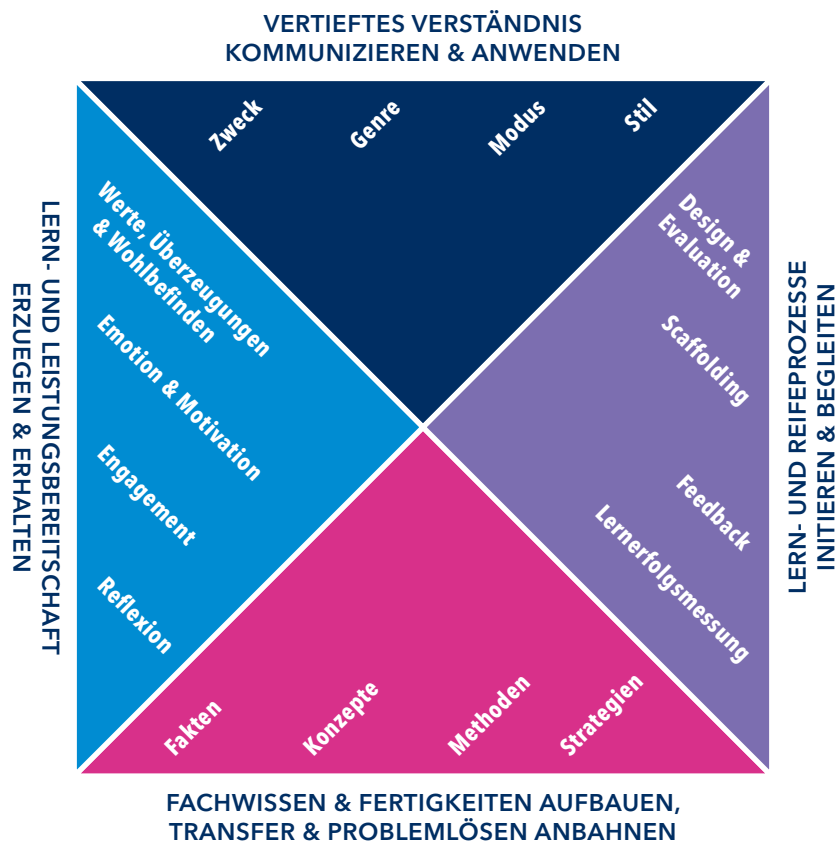 VERTIEFTES VERSTÄNDNIS
KOMMUNIZIEREN & ANWENDEN
Zweck
Genre
Modus
Stil
LERN- UND LEISTUNGSBEREITSCHAFT
ERZUEGEN & ERHALTEN
Werte, Überzeugungen
& Wohlbefinden
Emotion & Motivation
Engagement
Reflexion
Design &
Evaluation
Scaffolding
Feedback
Lernerfolgsmessung
LERN- UND REIFEPROZESSE
INITIEREN & BEGLEITEN
Fakten
Konzepte
Methoden
Strategien
FACHWISSEN & FERTIGKEITEN AUFBAUEN,
TRANSFER & PROBLEMLÖSEN ANBAHNEN